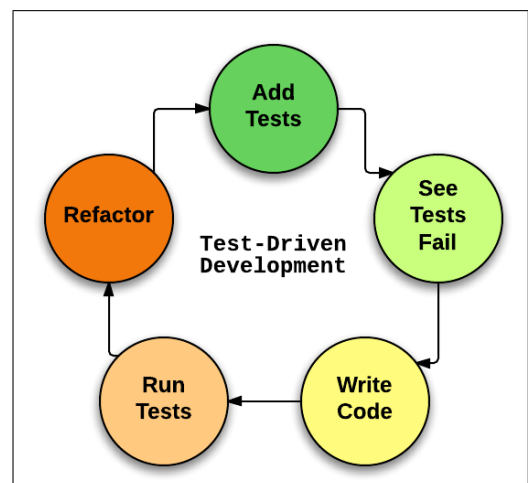 Add
Tests
See
Tests
Fail
Write
Code
Run
Tests
Refactor
Test-Driven
Development